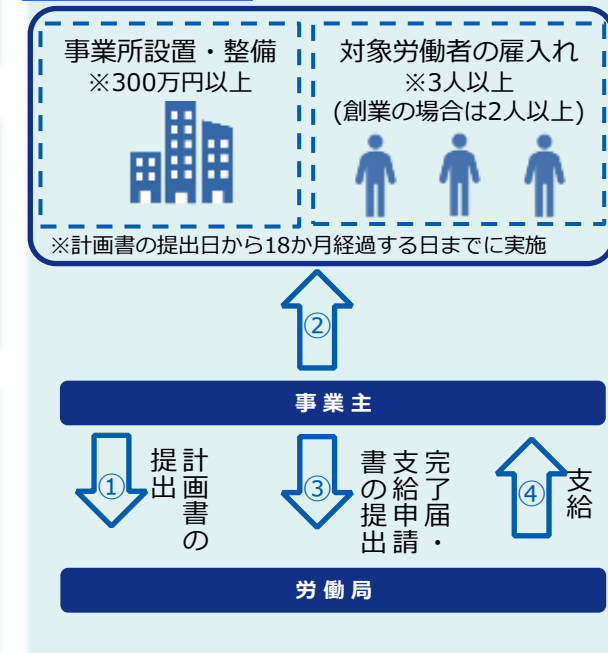 事業所設置・整備
※300万円以上
対象労働者の雇入れ
※3人以上
(創業の場合は2人以上)
※計画書の提出日から18か月経過する日までに実施
②
事業主
①
計画書の
提出
③
完了届・
支給申請
書の提出
④
支給
労働局